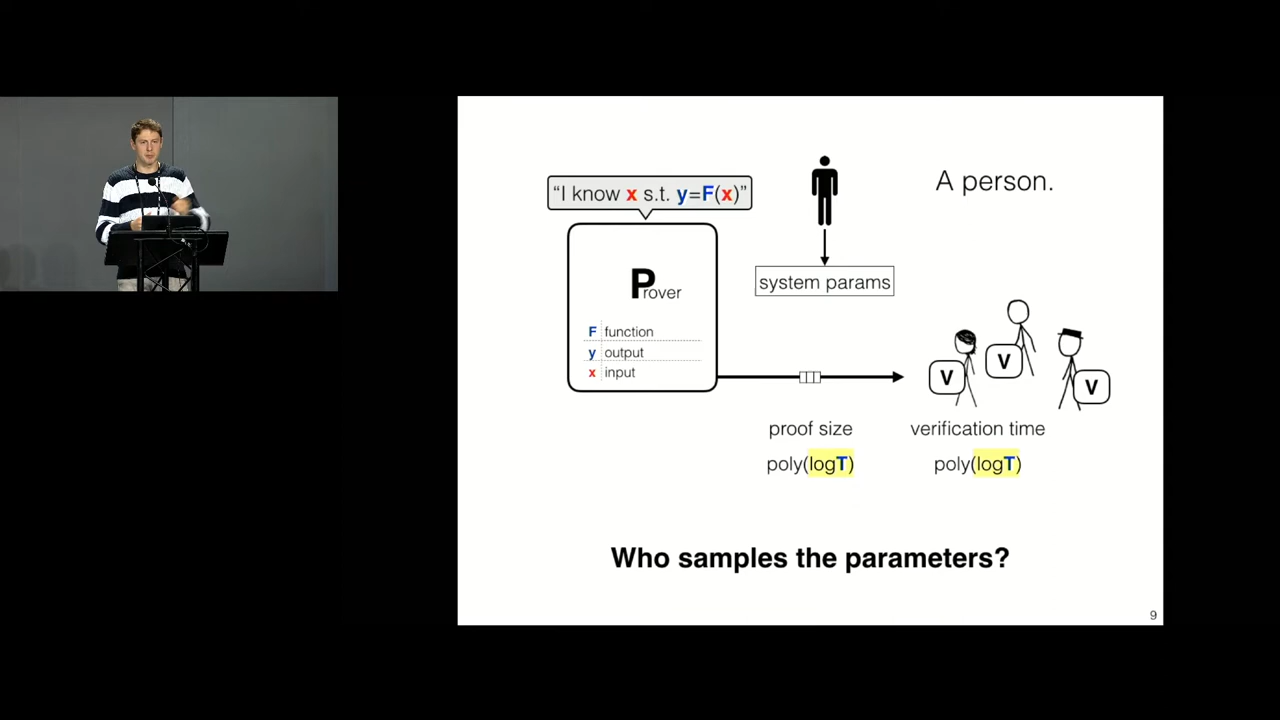 A person.
“I know x s.t. y=F(x)”
Prover
system params
F function
y output
x input
V
V
V
proof size
verification time
poly(logT)
poly(logT)
Who samples the parameters?
9